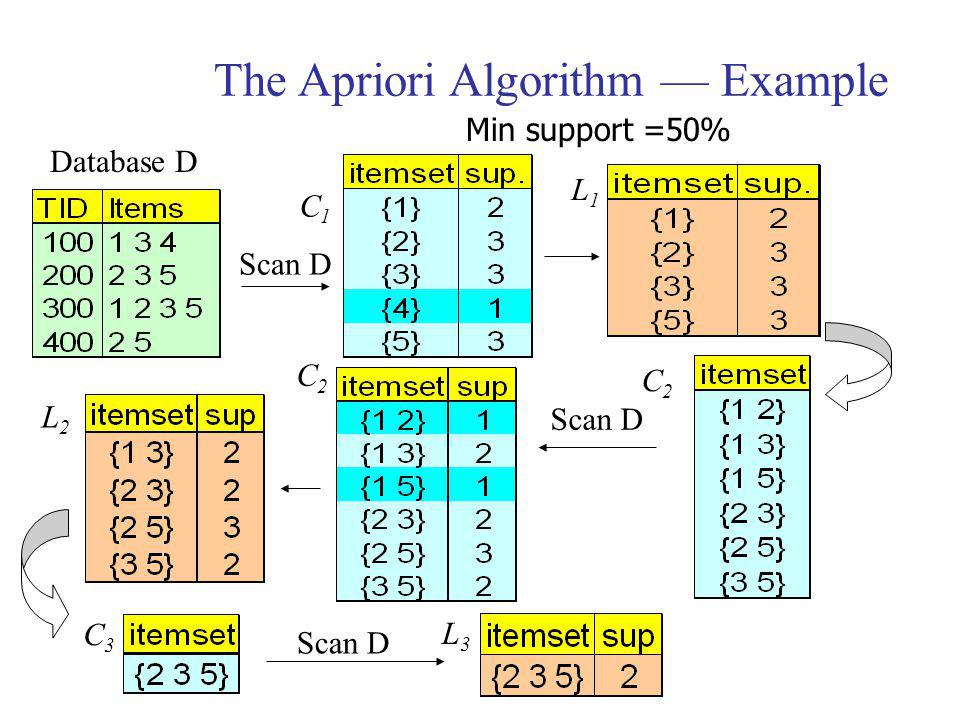 The Apriori Algorithm — Example
Min support =50%
Database D
TID Items
100 1 3 4
200 2 3 5
300 1 2 3 5
400 2 5
Scan D
C1
itemset sup.
{1} 2
{2} 3
{3} 3
{4} 1
{5} 3
L1
itemset sup.
{1} 2
{2} 3
{3} 3
{5} 3
C2
itemset
{1 2}
{1 3}
{1 5}
{2 3}
{2 5}
{3 5}
Scan D
C2
itemset sup
{1 2} 1
{1 3} 2
{1 5} 1
{2 3} 2
{2 5} 3
{3 5} 2
L2
itemset sup
{1 3} 2
{2 3} 2
{2 5} 3
{3 5} 2
C3
itemset
{2 3 5}
Scan D
L3
itemset sup
{2 3 5} 2